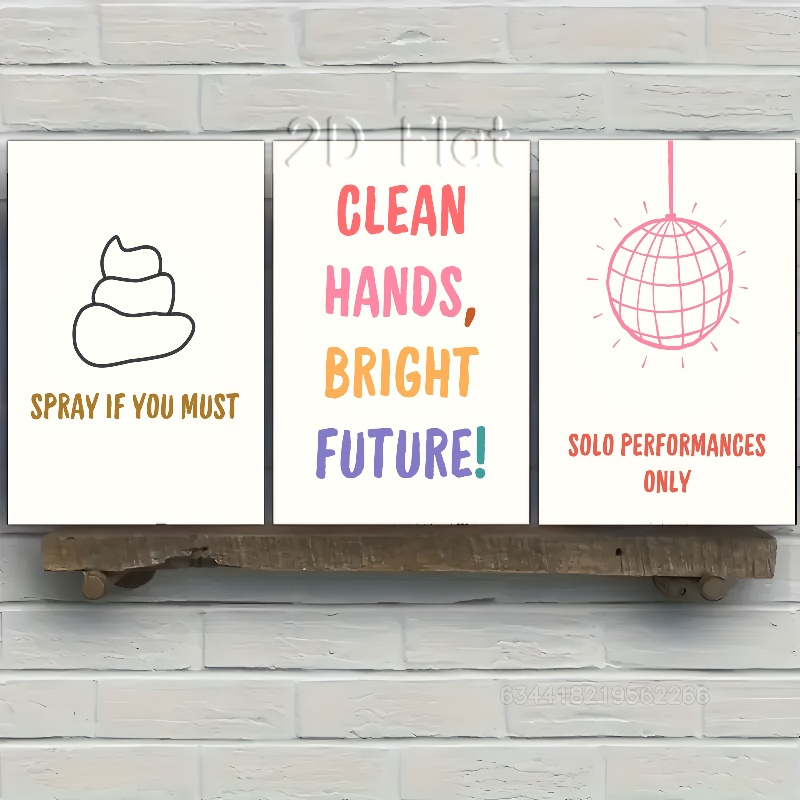 2D Flat
SPRAY IF YOU MUST
CLEAN
HANDS,
BRIGHT
FUTURE!
SOLO PERFORMANCES
ONLY
634418219562266